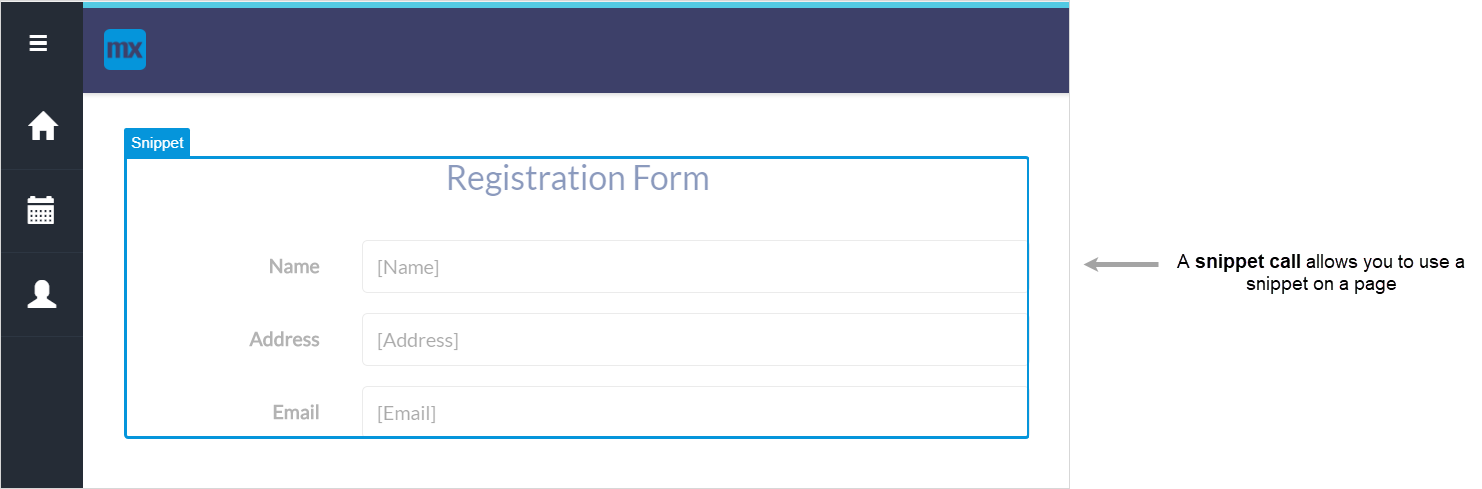 mx
Snippet
Registration Form
Name
[Name]
Address
[Address]
Email
[Email]
A snippet call allows you to use a
snippet on a page